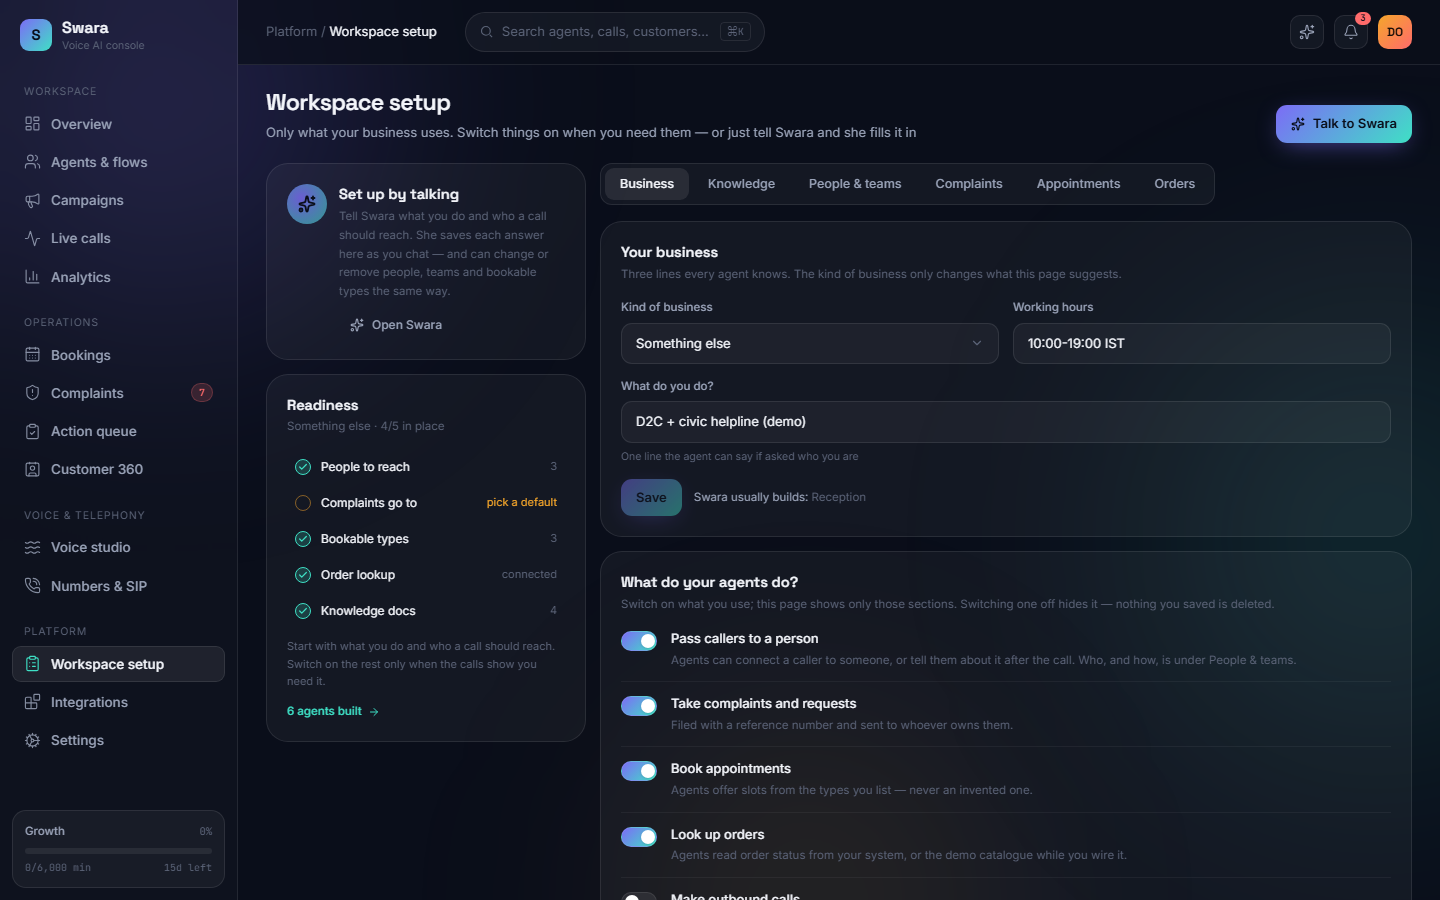 S
Swara
Voice AI console
WORKSPACE
Overview
Agents & flows
Campaigns
Live calls
Analytics
OPERATIONS
Bookings
Complaints 7
Action queue
Customer 360
VOICE & TELEPHONY
Voice studio
Numbers & SIP
PLATFORM
Workspace setup
Integrations
Settings
Growth 0%
0/6,000 min 15d left
Platform / Workspace setup
Search agents, calls, customers... ⌘K
3
DO
Workspace setup
Only what your business uses. Switch things on when you need them — or just tell Swara and she fills it in
Talk to Swara
Set up by talking
Tell Swara what you do and who a call
should reach. She saves each answer
here as you chat — and can change or
remove people, teams and bookable
types the same way.
Open Swara
Readiness
Something else · 4/5 in place
People to reach 3
Complaints go to pick a default
Bookable types 3
Order lookup connected
Knowledge docs 4
Start with what you do and who a call should reach.
Switch on the rest only when the calls show you
need it.
6 agents built →
Business Knowledge People & teams Complaints Appointments Orders
Your business
Three lines every agent knows. The kind of business only changes what this page suggests.
Kind of business
Something else
Working hours
10:00-19:00 IST
What do you do?
D2C + civic helpline (demo)
One line the agent can say if asked who you are
Save Swara usually builds: Reception
What do your agents do?
Switch on what you use; this page shows only those sections. Switching one off hides it — nothing you saved is deleted.
Pass callers to a person
Agents can connect a caller to someone, or tell them about it after the call. Who, and how, is under People & teams.
Take complaints and requests
Filed with a reference number and sent to whoever owns them.
Book appointments
Agents offer slots from the types you list — never an invented one.
Look up orders
Agents read order status from your system, or the demo catalogue while you wire it.
Make outbound calls